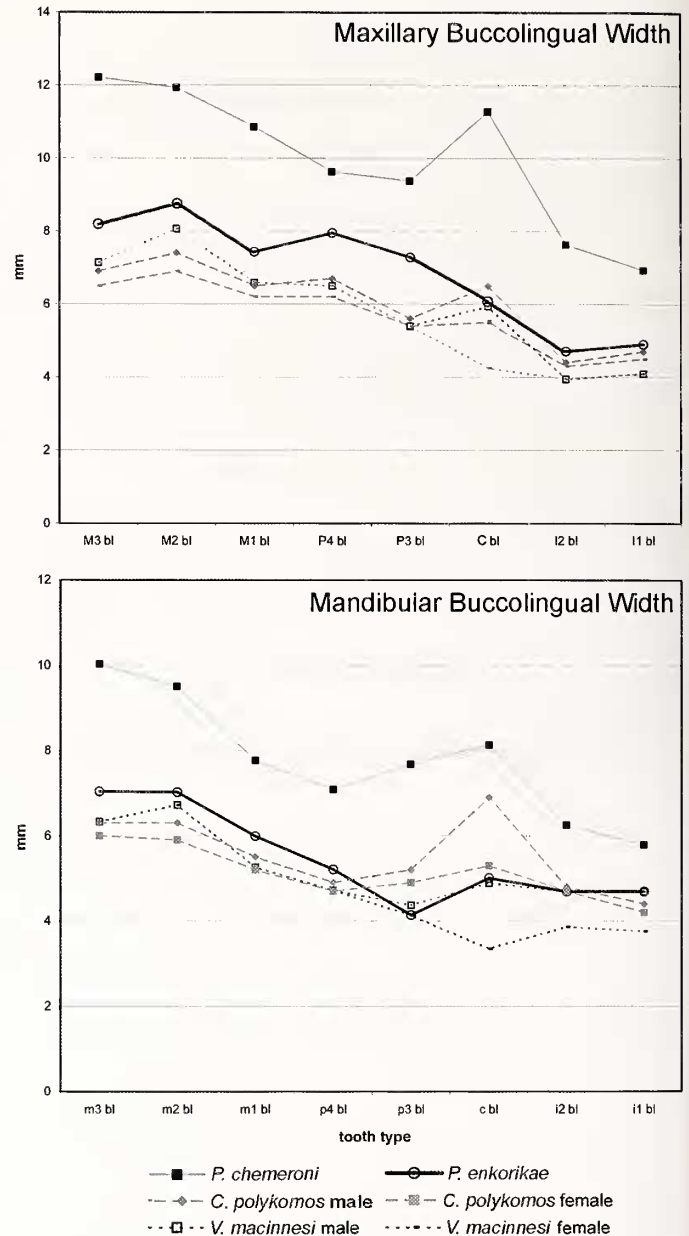 Maxillary Buccolingual Width
14
12
10
8
6
4
2
0
mm
M3 bl M2 bl M1 bl P4 bl P3 bl C bl I2 bl I1 bl
Mandibular Buccolingual Width
12
10
8
6
4
2
0
mm
m3 bl m2 bl m1 bl p4 bl p3 bl c bl i2 bl i1 bl
tooth type
P. chemeroni P. enkorikae
C. polykomos male C. polykomos female
V. macinnesi male V. macinnesi female